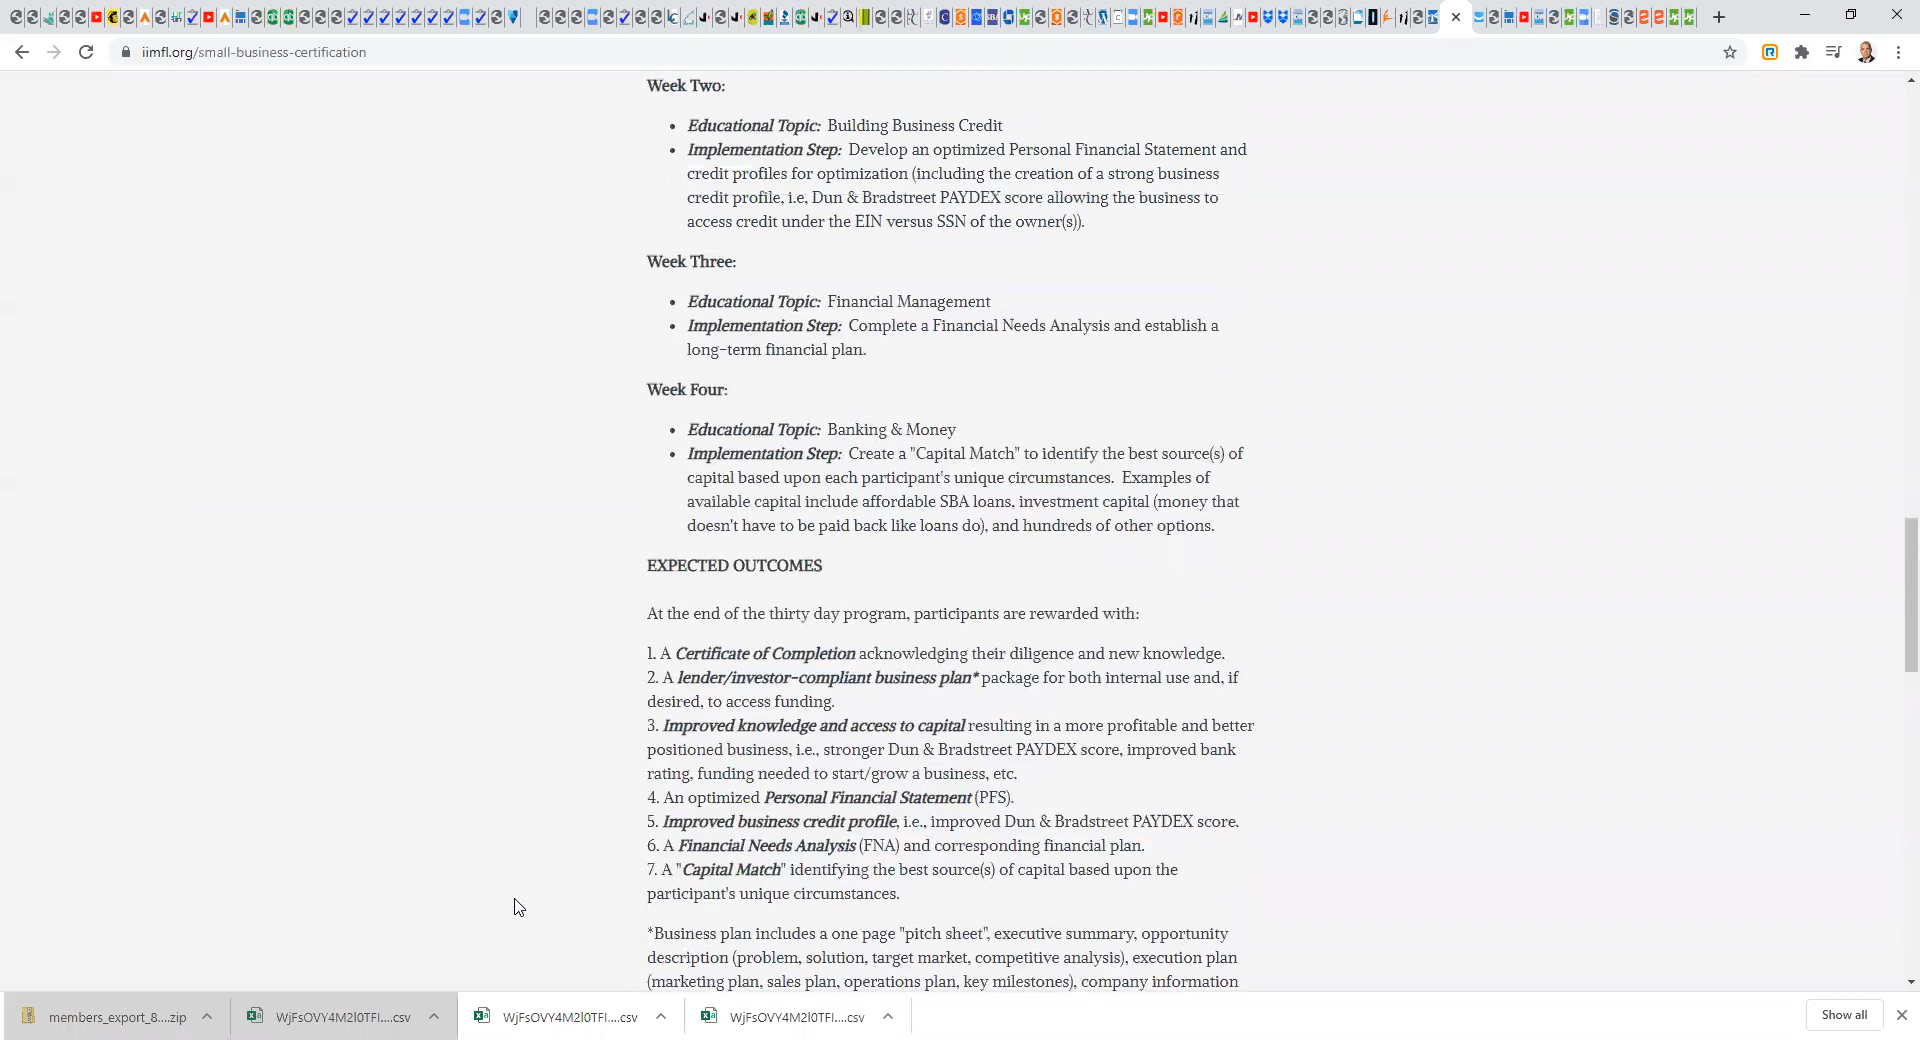 iimfl.org/small-business-certification
Week Two:
• Educational Topic: Building Business Credit
• Implementation Step: Develop an optimized Personal Financial Statement and
credit profiles for optimization (including the creation of a strong business
credit profile, i.e, Dun & Bradstreet PAYDEX score allowing the business to
access credit under the EIN versus SSN of the owner(s)).
Week Three:
• Educational Topic: Financial Management
• Implementation Step: Complete a Financial Needs Analysis and establish a
long-term financial plan.
Week Four:
• Educational Topic: Banking & Money
• Implementation Step: Create a "Capital Match" to identify the best source(s) of
capital based upon each participant's unique circumstances. Examples of
available capital include affordable SBA loans, investment capital (money that
doesn't have to be paid back like loans do), and hundreds of other options.
EXPECTED OUTCOMES
At the end of the thirty day program, participants are rewarded with:
1. A Certificate of Completion acknowledging their diligence and new knowledge.
2. A lender/investor-compliant business plan* package for both internal use and, if
desired, to access funding.
3. Improved knowledge and access to capital resulting in a more profitable and better
positioned business, i.e., stronger Dun & Bradstreet PAYDEX score, improved bank
rating, funding needed to start/grow a business, etc.
4. An optimized Personal Financial Statement (PFS).
5. Improved business credit profile, i.e., improved Dun & Bradstreet PAYDEX score.
6. A Financial Needs Analysis (FNA) and corresponding financial plan.
7. A "Capital Match" identifying the best source(s) of capital based upon the
participant's unique circumstances.
*Business plan includes a one page "pitch sheet", executive summary, opportunity
description (problem, solution, target market, competitive analysis), execution plan
(marketing plan, sales plan, operations plan, key milestones), company information
members_export_8....zip
WjFsOVY4M2l0TFl....csv
WjFsOVY4M2l0TFl....csv
WjFsOVY4M2l0TFl....csv
Show all